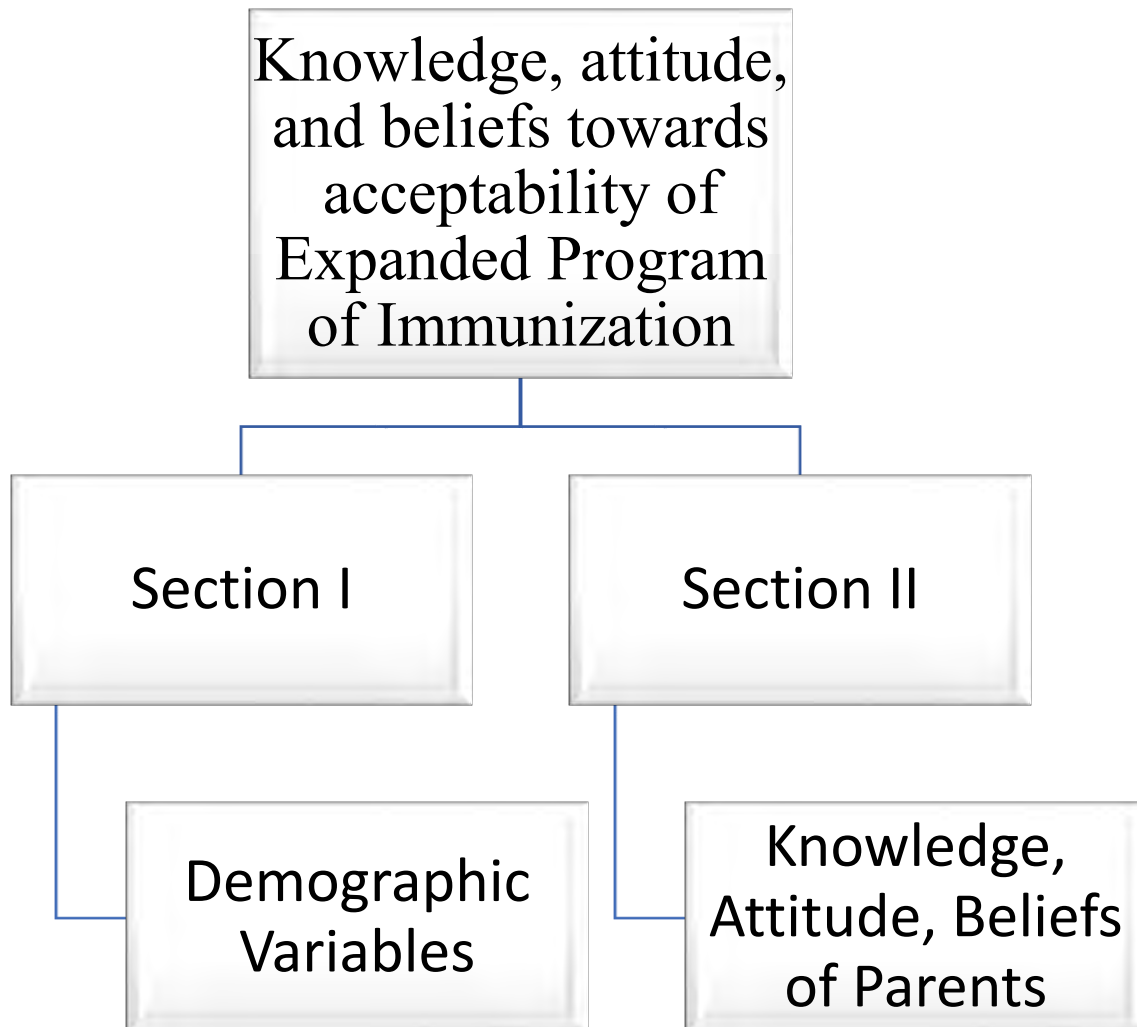 Knowledge, attitude,
and beliefs towards
acceptability of
Expanded Program
of Immunization
Section I
Section II
Demographic
Variables
Knowledge,
Attitude, Beliefs
of Parents